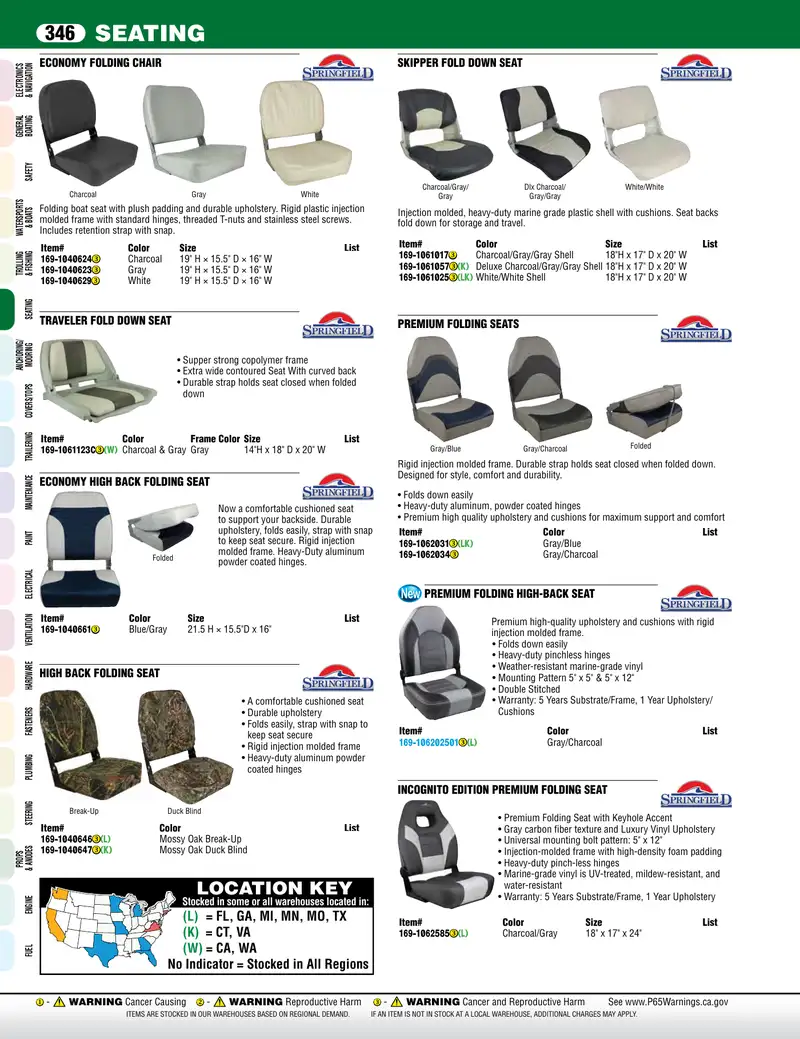 346 SEATING
ELECTRONICS
& NAVIGATION
GENERAL
BOATING
SAFETY
WATERSPORTS
& BOATS
TROLLING
& FISHING
SEATING
ANCHORING/
MOORING
COVERS/TOPS
TRAILERING
MAINTENANCE
PAINT
ELECTRICAL
VENTILATION
HARDWARE
FASTENERS
PLUMBING
STEERING
PROPS
& ANODES
ENGINE
FUEL
ECONOMY FOLDING CHAIR
SPRINGFIELD
Charcoal Gray White
Folding boat seat with plush padding and durable upholstery. Rigid plastic injection
molded frame with standard hinges, threaded T-nuts and stainless steel screws.
Includes retention strap with snap.
Item# Color Size List
169-1040624 3 Charcoal 19" H × 15.5" D × 16" W
169-1040623 3 Gray 19" H × 15.5" D × 16" W
169-1040629 3 White 19" H × 15.5" D × 16" W
TRAVELER FOLD DOWN SEAT
SPRINGFIELD
• Supper strong copolymer frame
• Extra wide contoured Seat With curved back
• Durable strap holds seat closed when folded
down
Item# Color Frame Color Size List
169-1061123C 3 (W) Charcoal & Gray Gray 14"H x 18" D x 20" W
ECONOMY HIGH BACK FOLDING SEAT
SPRINGFIELD
Now a comfortable cushioned seat
to support your backside. Durable
upholstery, folds easily, strap with snap
to keep seat secure. Rigid injection
molded frame. Heavy-Duty aluminum
powder coated hinges.
Folded
Item# Color Size List
169-1040661 3 Blue/Gray 21.5 H × 15.5"D x 16"
HIGH BACK FOLDING SEAT
SPRINGFIELD
• A comfortable cushioned seat
• Durable upholstery
• Folds easily, strap with snap to
keep seat secure
• Rigid injection molded frame
• Heavy-duty aluminum powder
coated hinges
Break-Up Duck Blind
Item# Color List
169-1040646 3 (L) Mossy Oak Break-Up
169-1040647 3 (K) Mossy Oak Duck Blind
LOCATION KEY
Stocked in some or all warehouses located in:
(L) = FL, GA, MI, MN, MO, TX
(K) = CT, VA
(W) = CA, WA
No Indicator = Stocked in All Regions
SKIPPER FOLD DOWN SEAT
SPRINGFIELD
Charcoal/Gray/
Gray
Dlx Charcoal/
Gray/Gray
White/White
Injection molded, heavy-duty marine grade plastic shell with cushions. Seat backs
fold down for storage and travel.
Item# Color Size List
169-1061017 3 Charcoal/Gray/Gray Shell 18"H x 17" D x 20" W
169-1061057 3 (K) Deluxe Charcoal/Gray/Gray Shell 18"H x 17" D x 20" W
169-1061025 3 (LK) White/White Shell 18"H x 17" D x 20" W
PREMIUM FOLDING SEATS
SPRINGFIELD
Gray/Blue Gray/Charcoal Folded
Rigid injection molded frame. Durable strap holds seat closed when folded down.
Designed for style, comfort and durability.
• Folds down easily
• Heavy-duty aluminum, powder coated hinges
• Premium high quality upholstery and cushions for maximum support and comfort
Item# Color List
169-1062031 3 (LK) Gray/Blue
169-1062034 3 Gray/Charcoal
New PREMIUM FOLDING HIGH-BACK SEAT
SPRINGFIELD
Premium high-quality upholstery and cushions with rigid
injection molded frame.
• Folds down easily
• Heavy-duty pinchless hinges
• Weather-resistant marine-grade vinyl
• Mounting Pattern 5" x 5" & 5" x 12"
• Double Stitched
• Warranty: 5 Years Substrate/Frame, 1 Year Upholstery/
Cushions
Item# Color List
169-106202501 3 (L) Gray/Charcoal
INCOGNITO EDITION PREMIUM FOLDING SEAT
SPRINGFIELD
• Premium Folding Seat with Keyhole Accent
• Gray carbon fiber texture and Luxury Vinyl Upholstery
• Universal mounting bolt pattern: 5" x 12"
• Injection-molded frame with high-density foam padding
• Heavy-duty pinch-less hinges
• Marine-grade vinyl is UV-treated, mildew-resistant, and
water-resistant
• Warranty: 5 Years Substrate/Frame, 1 Year Upholstery
Item# Color Size List
169-1062585 3 (L) Charcoal/Gray 18" x 17" x 24"
1 - WARNING Cancer Causing 2 - WARNING Reproductive Harm 3 - WARNING Cancer and Reproductive Harm See www.P65Warnings.ca.gov
ITEMS ARE STOCKED IN OUR WAREHOUSES BASED ON REGIONAL DEMAND. IF AN ITEM IS NOT IN STOCK AT A LOCAL WAREHOUSE, ADDITIONAL CHARGES MAY APPLY.